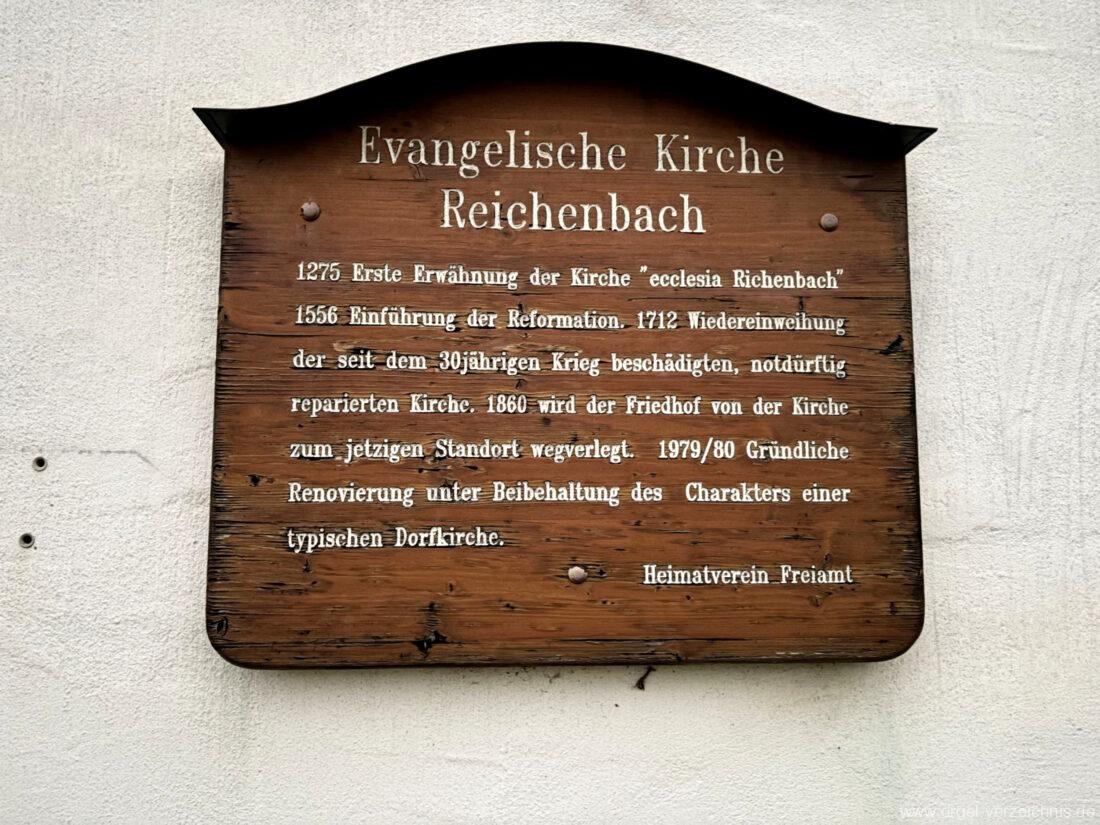 Evangelische Kirche
Reichenbach
1275 Erste Erwähnung der Kirche "ecclesia Richenbach"
1556 Einführung der Reformation. 1712 Wiedereinweihung
der seit dem 30jährigen Krieg beschädigten, notdürftig
reparierten Kirche. 1860 wird der Friedhof von der Kirche
zum jetzigen Standort wegverlegt. 1979/80 Gründliche
Renovierung unter Beibehaltung des Charakters einer
typischen Dorfkirche.
Heimatverein Freiamt
www.orgel-verzeichnis.de